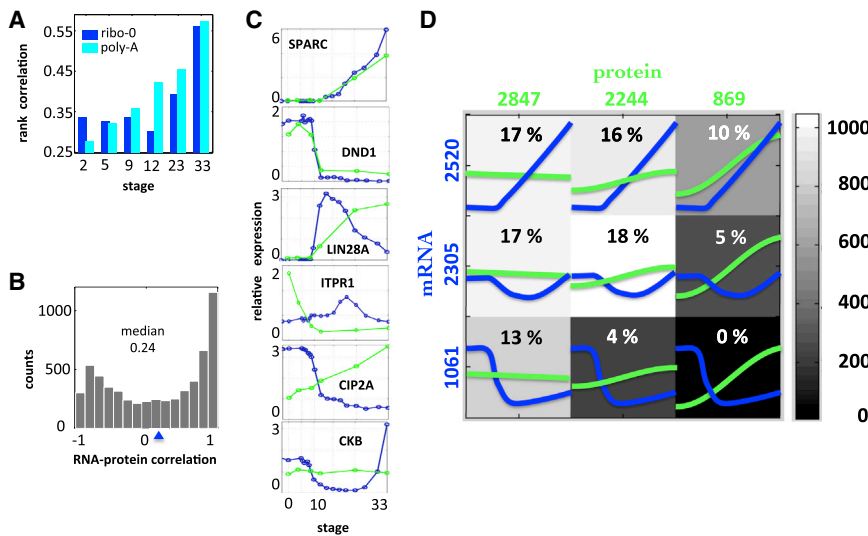 A
0.55
0.45
0.35
0.25
rank correlation
ribo-0
poly-A
2 5 9 12 23 33
stage
B
1000
500
0
counts
median
0.24
-1 0 1
RNA-protein correlation
C
relative expression
6
0
SPARC
2
0
DND1
3
0
LIN28A
2
0
ITPR1
3
0
CIP2A
3
0
CKB
0 10 33
stage
D
protein
2847 2244 869
mRNA
2520
2305
1061
17 % 16 % 10 %
17 % 18 % 5 %
13 % 4 % 0 %
1000
800
600
400
200
0